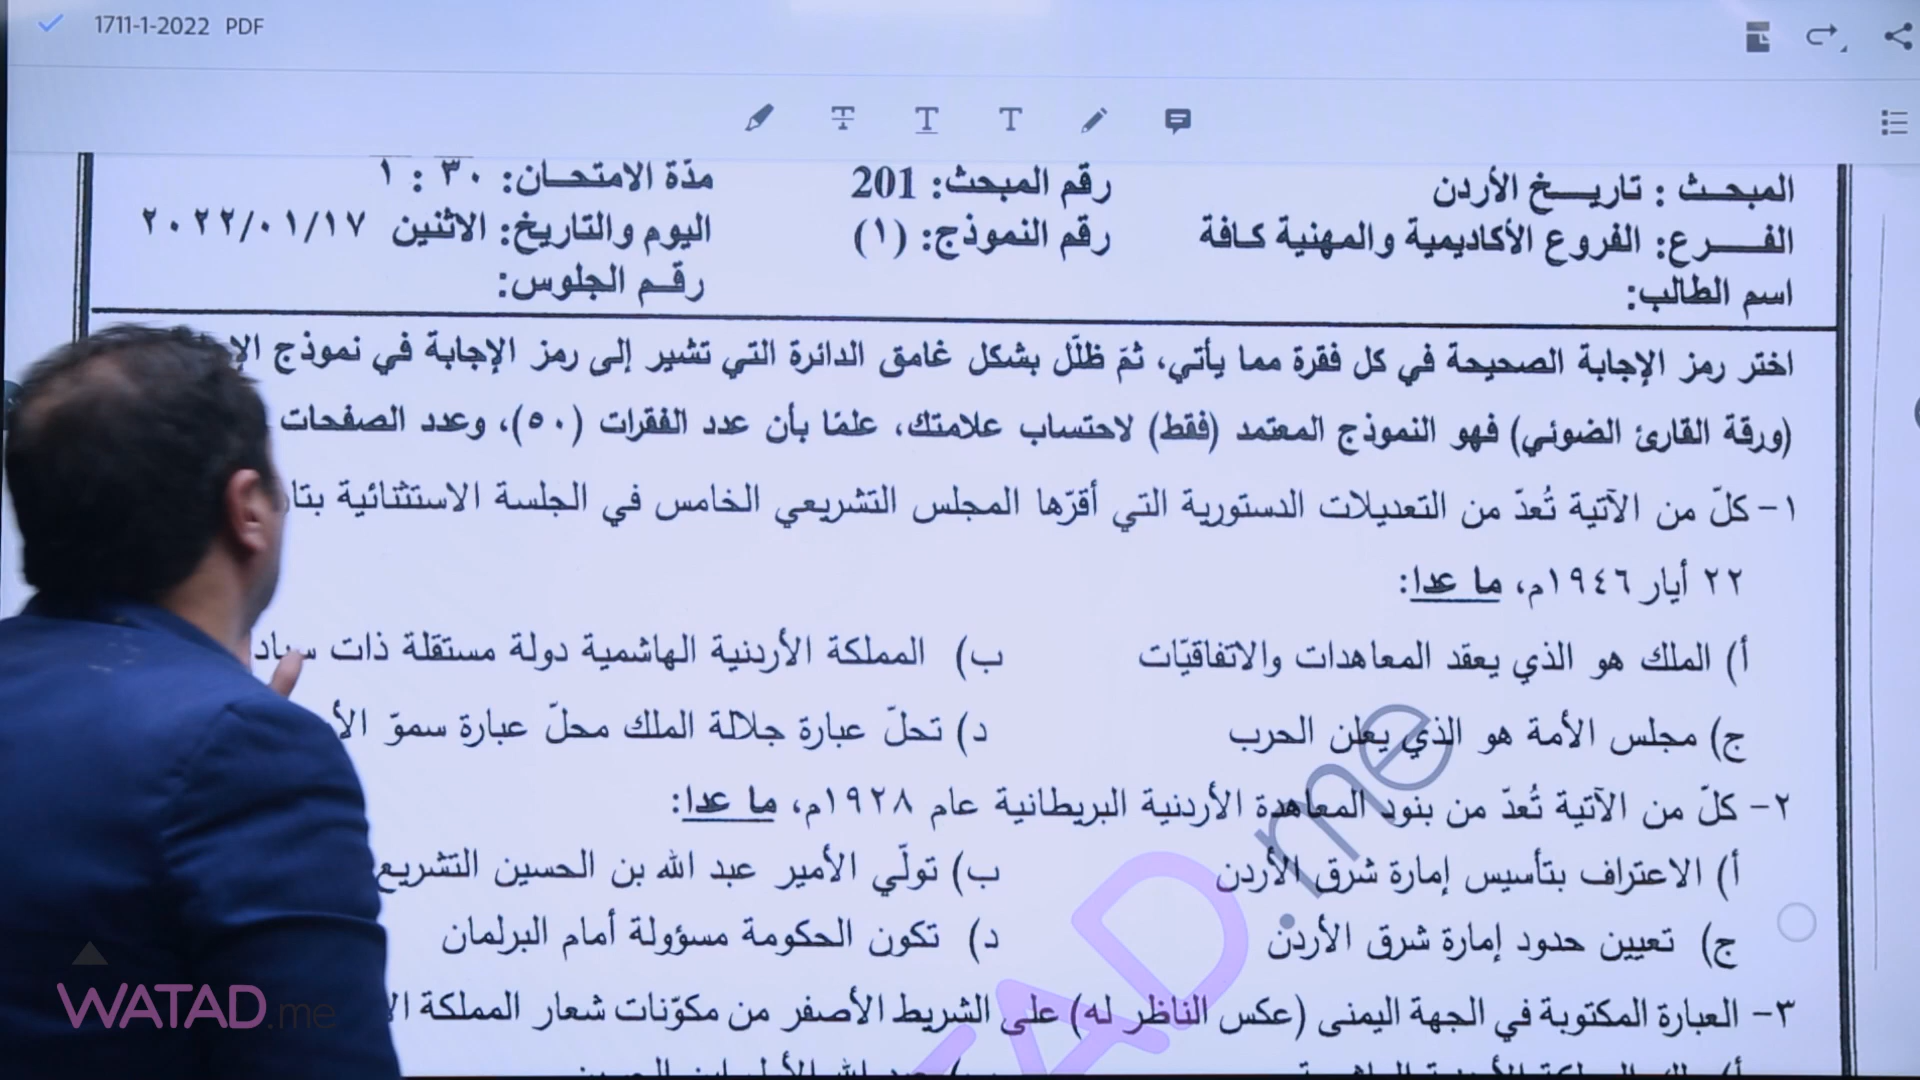 1711-1-2022 PDF
المبحـث : تاريـــخ الأردن
رقم المبحث: 201
مدّة الامتحـان: ٣٠ : ١
الفــــرع: الفروع الأكاديمية والمهنية كـافة
رقم النموذج: (١)
اليوم والتاريخ: الاثنين ٢٠٢٢/٠١/١٧
اسم الطالب:
رقـم الجلوس:
اختر رمز الإجابة الصحيحة في كل فقرة مما يأتي، ثمّ ظلّل بشكل غامق الدائرة التي تشير إلى رمز الإجابة في نموذج
(ورقة القارئ الضوئي) فهو النموذج المعتمد (فقط) لاحتساب علامتك، علمًا بأن عدد الفقرات (٥٠)، وعدد الصفحات
١- كلّ من الآتية تُعدّ من التعديلات الدستورية التي أقرّها المجلس التشريعي الخامس في الجلسة الاستثنائية
٢٢ أيار ١٩٤٦م، ما عدا:
أ) الملك هو الذي يعقد المعاهدات والاتفاقيّات
ب) المملكة الأردنية الهاشمية دولة مستقلة ذات
ج) مجلس الأمة هو الذي يعلن الحرب
د) تحلّ عبارة جلالة الملك محلّ عبارة سموّ
٢- كلّ من الآتية تُعدّ من بنود المعاهدة الأردنية البريطانية عام ١٩٢٨م، ما عدا:
أ) الاعتراف بتأسيس إمارة شرق الأردن
ب) تولّي الأمير عبد الله بن الحسين التشريع
ج) تعيين حدود إمارة شرق الأردن
د) تكون الحكومة مسؤولة أمام البرلمان
٣- العبارة المكتوبة في الجهة اليمنى (عكس الناظر له) على الشريط الأصفر من مكوّنات شعار المملكة
WATAD.me